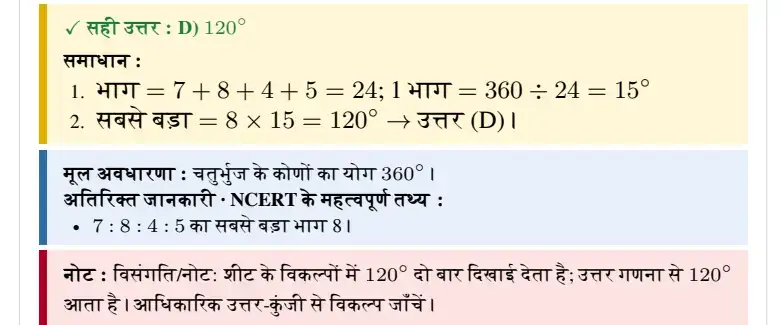 ✓ सही उत्तर : D) 120°
समाधान :
1. भाग = 7 + 8 + 4 + 5 = 24; 1 भाग = 360 ÷ 24 = 15°
2. सबसे बड़ा = 8 × 15 = 120° → उत्तर (D)।
मूल अवधारणा : चतुर्भुज के कोणों का योग 360°।
अतिरिक्त जानकारी · NCERT के महत्वपूर्ण तथ्य :
• 7 : 8 : 4 : 5 का सबसे बड़ा भाग 8।
नोट : विसंगति/नोट: शीट के विकल्पों में 120° दो बार दिखाई देता है; उत्तर गणना से 120°
आता है। आधिकारिक उत्तर-कुंजी से विकल्प जाँचें।